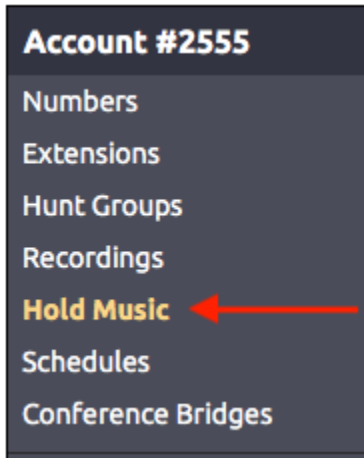 Account #2555
Numbers
Extensions
Hunt Groups
Recordings
Hold Music
Schedules
Conference Bridges